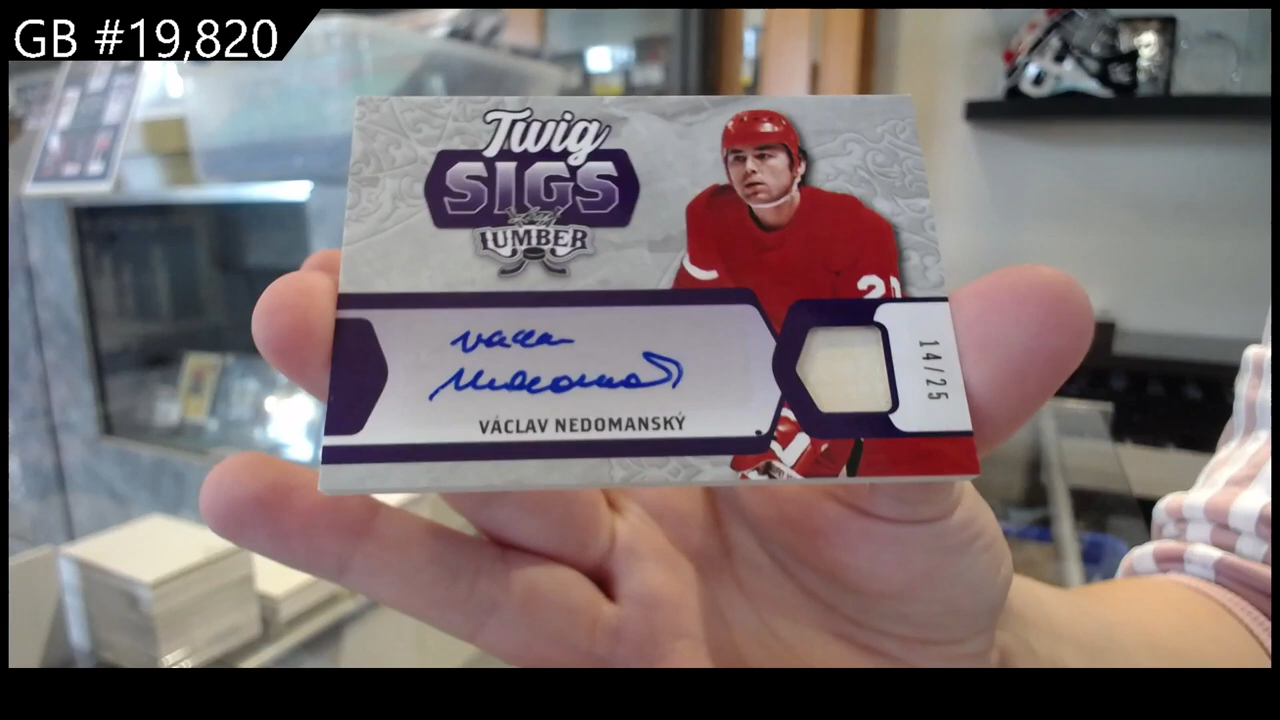 GB #19,820
Twig
SIGS
Leaf
LUMBER
VÁCLAV NEDOMANSKÝ
14/25